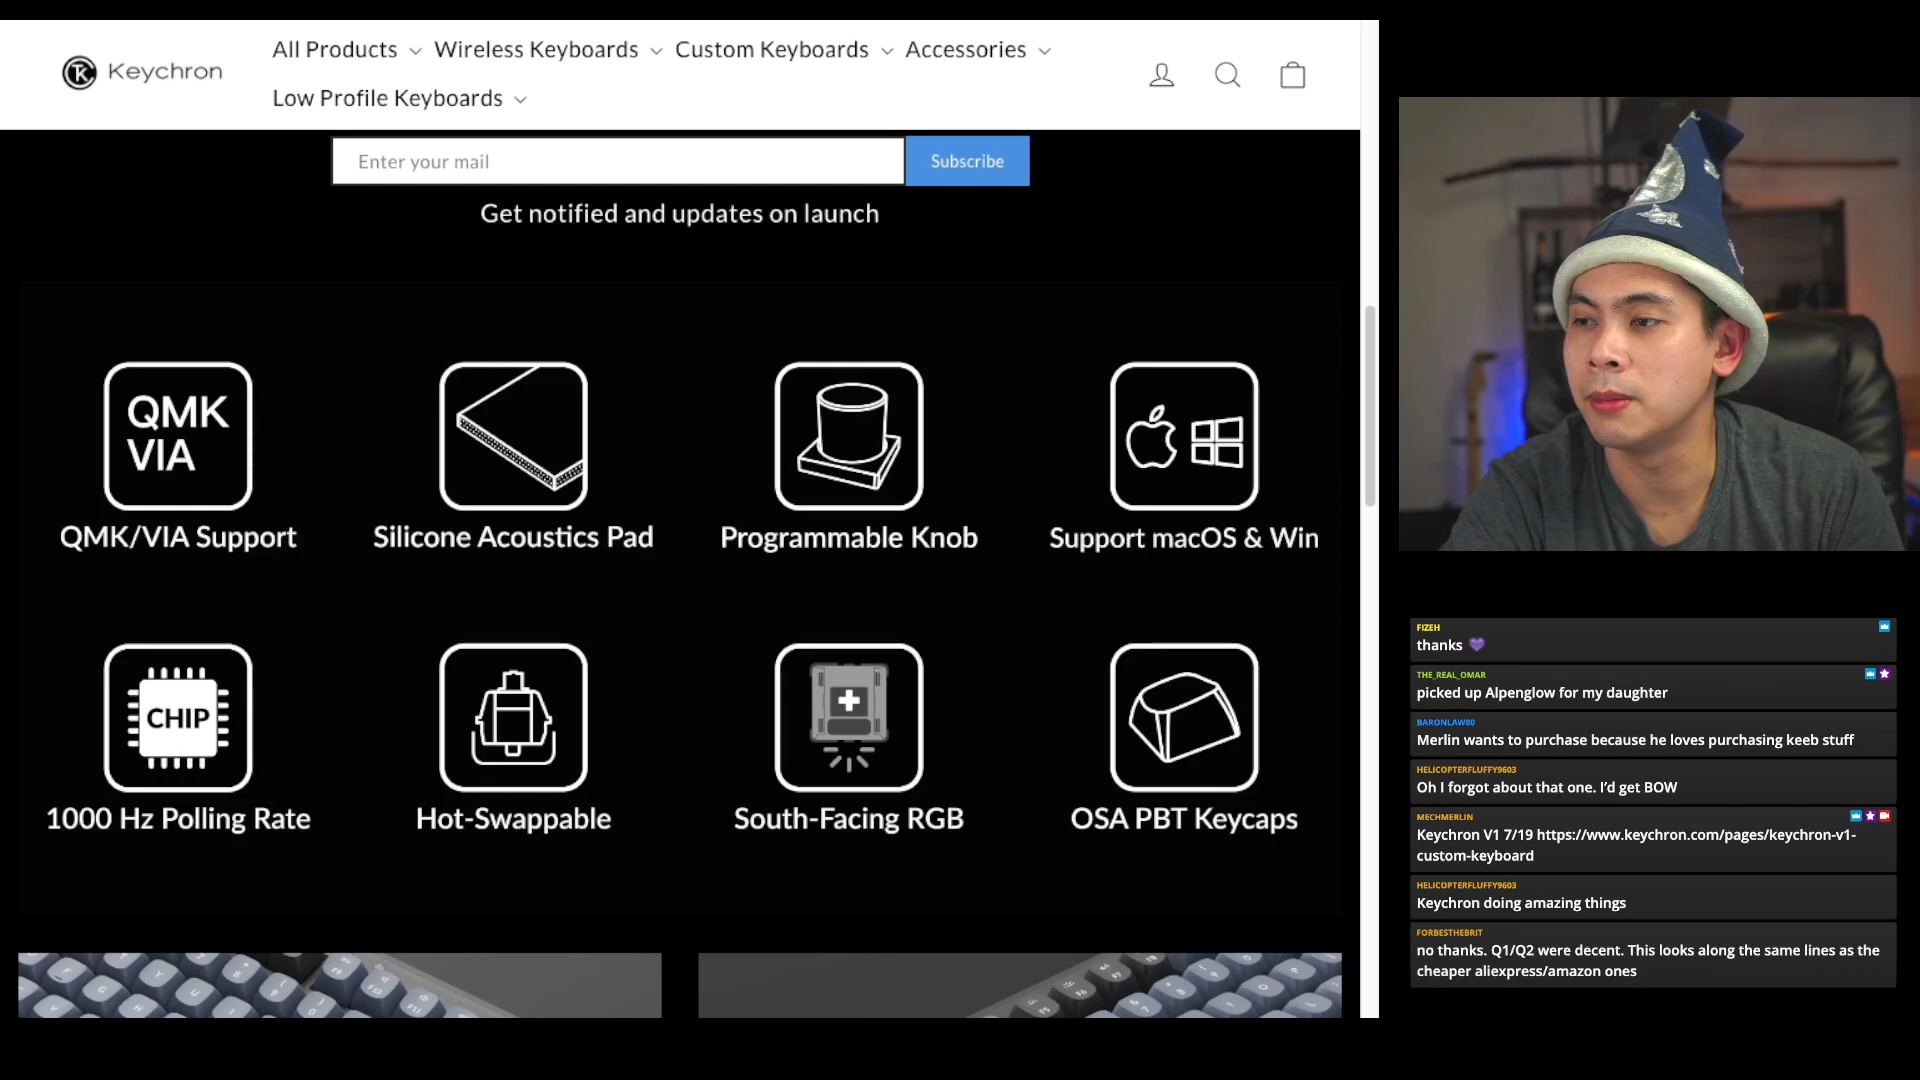 Keychron
All Products
Wireless Keyboards
Custom Keyboards
Accessories
Low Profile Keyboards
Enter your mail
Subscribe
Get notified and updates on launch
QMK
VIA
QMK/VIA Support
Silicone Acoustics Pad
Programmable Knob
Support macOS & Win
CHIP
1000 Hz Polling Rate
Hot-Swappable
South-Facing RGB
OSA PBT Keycaps
FIZEH
thanks 💜
THE_REAL_OMAR
picked up Alpenglow for my daughter
BARONLAW80
Merlin wants to purchase because he loves purchasing keeb stuff
HELICOPTERFLUFFY9603
Oh I forgot about that one. I'd get BOW
MECHMERLIN
Keychron V1 7/19 https://www.keychron.com/pages/keychron-v1-
custom-keyboard
HELICOPTERFLUFFY9603
Keychron doing amazing things
FORBESTHEBRIT
no thanks. Q1/Q2 were decent. This looks along the same lines as the
cheaper aliexpress/amazon ones